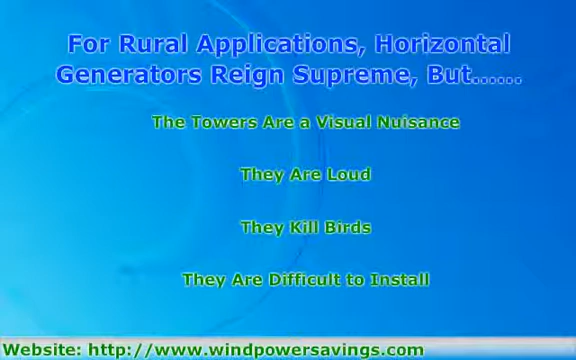 For Rural Applications, Horizontal
Generators Reign Supreme, But......
The Towers Are a Visual Nuisance
They Are Loud
They Kill Birds
They Are Difficult to Install
Website: http://www.windpowersavings.com